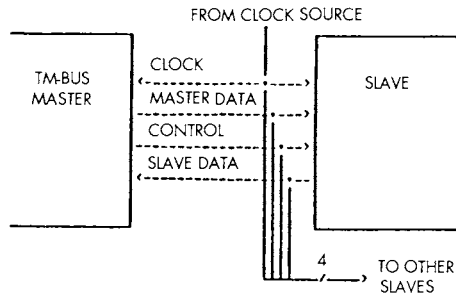 FROM CLOCK SOURCE
TM-BUS
MASTER
CLOCK
MASTER DATA
CONTROL
SLAVE DATA
SLAVE
4
TO OTHER
SLAVES